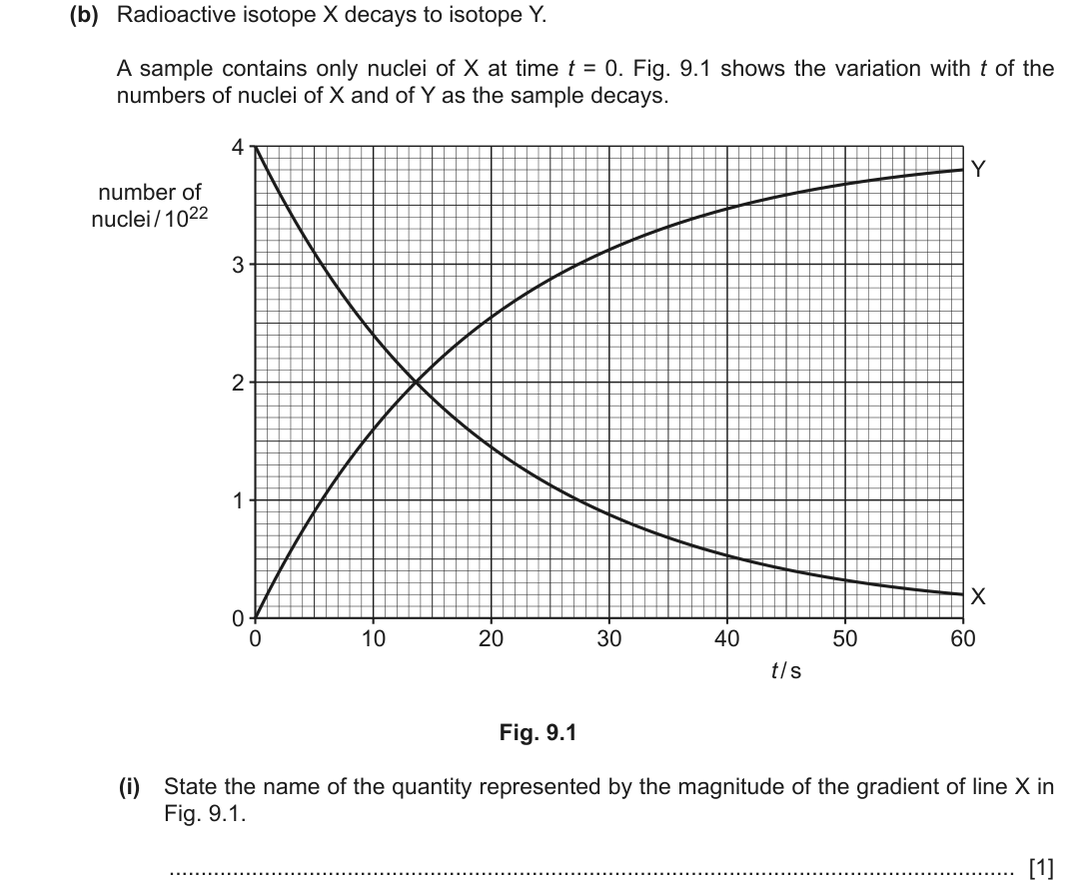 (b) Radioactive isotope X decays to isotope Y.
A sample contains only nuclei of X at time t = 0. Fig. 9.1 shows the variation with t of the
numbers of nuclei of X and of Y as the sample decays.
4
Y
number of
nuclei / 10²²
3
2
1
X
0
0 10 20 30 40 50 60
t / s
Fig. 9.1
(i) State the name of the quantity represented by the magnitude of the gradient of line X in
Fig. 9.1.
.................................................................................................................................... [1]